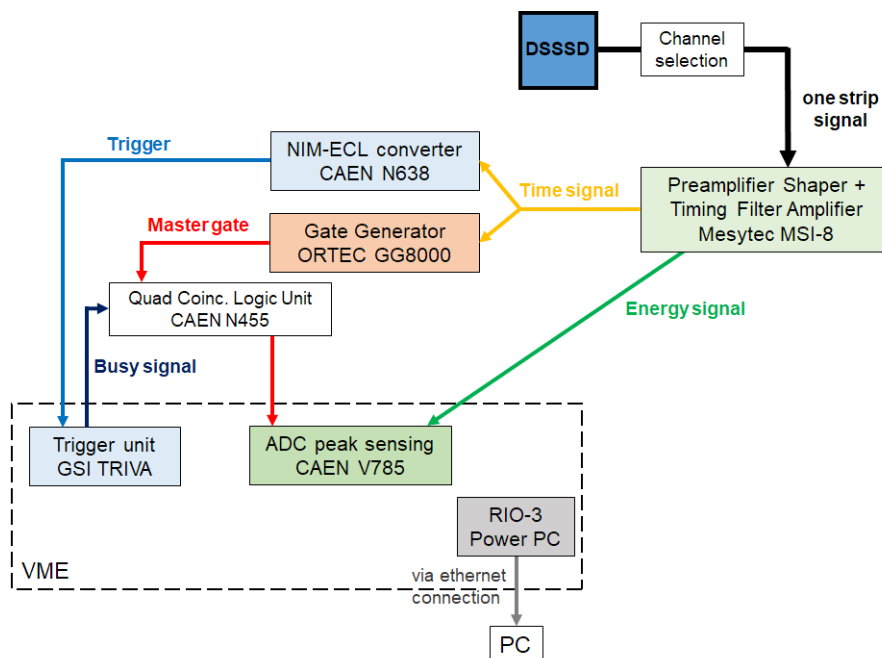 DSSSD
Channel
selection
one strip
signal
Trigger
NIM-ECL converter
CAEN N638
Time signal
Preamplifier Shaper +
Timing Filter Amplifier
Mesytec MSI-8
Master gate
Gate Generator
ORTEC GG8000
Quad Coinc. Logic Unit
CAEN N455
Energy signal
Busy signal
Trigger unit
GSI TRIVA
ADC peak sensing
CAEN V785
RIO-3
Power PC
VME
via ethernet
connection
PC